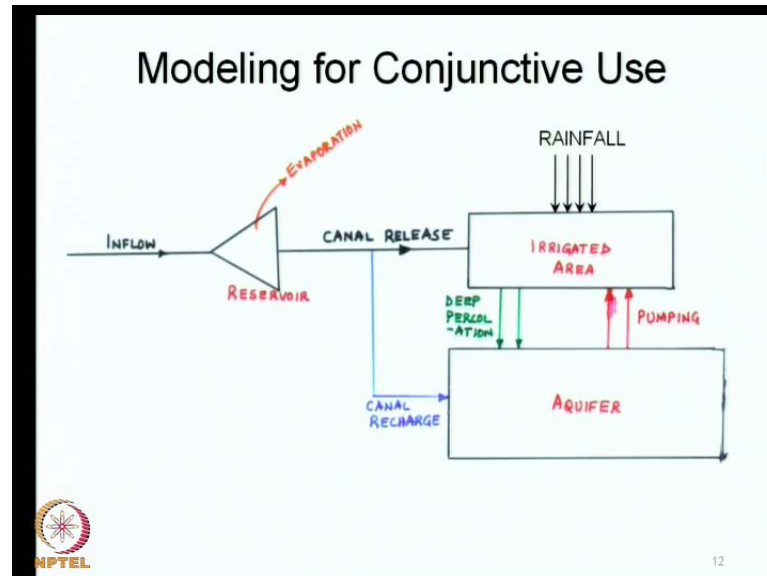 Modeling for Conjunctive Use
EVAPORATION
RAINFALL
INFLOW
CANAL RELEASE
IRRIGATED
AREA
RESERVOIR
DEEP
PERCOL
-ATION
PUMPING
CANAL
RECHARGE
AQUIFER
NPTEL
12